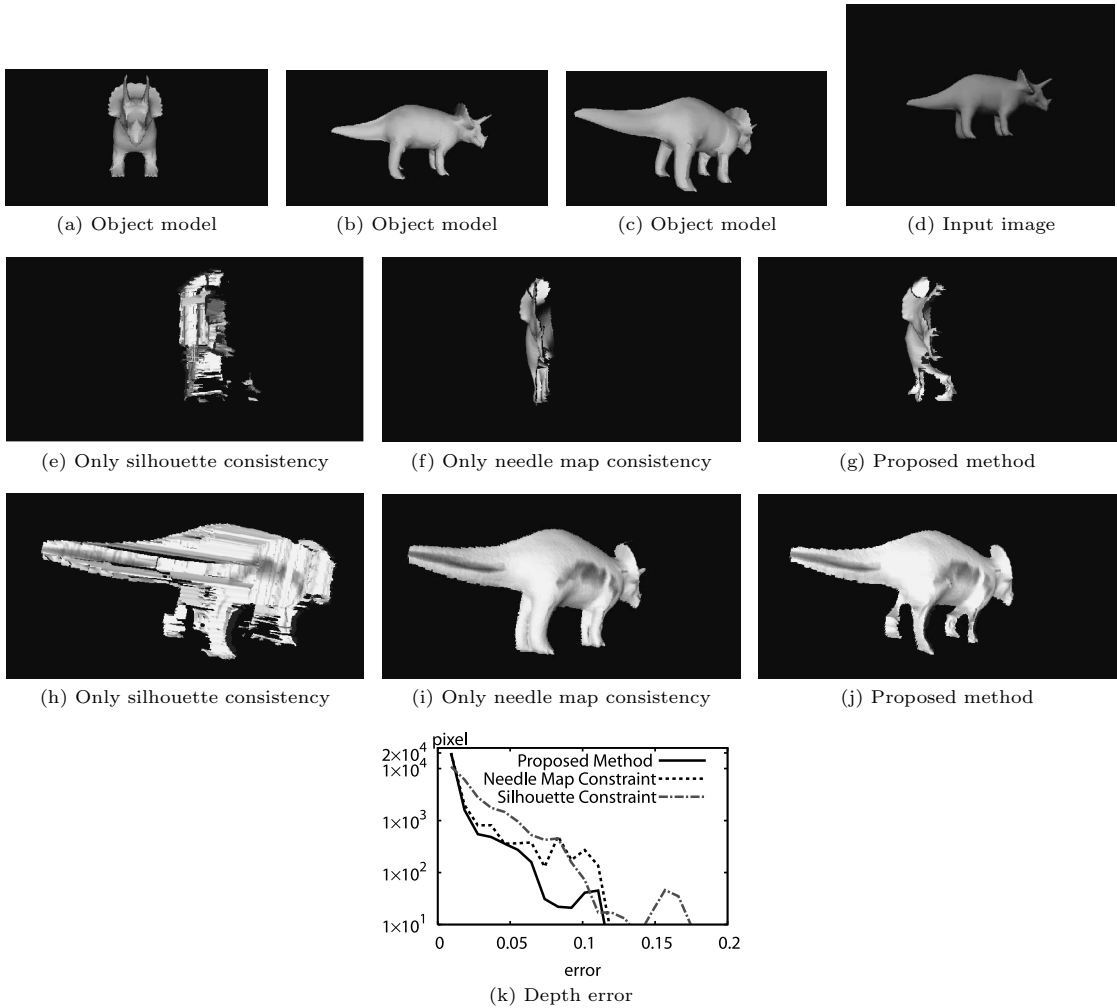 (a) Object model
(b) Object model
(c) Object model
(d) Input image
(e) Only silhouette consistency
(f) Only needle map consistency
(g) Proposed method
(h) Only silhouette consistency
(i) Only needle map consistency
(j) Proposed method
pixel
2×10⁴
1×10⁴
1×10³
1×10²
1×10¹
Proposed Method
Needle Map Constraint
Silhouette Constraint
0 0.05 0.1 0.15 0.2
error
(k) Depth error